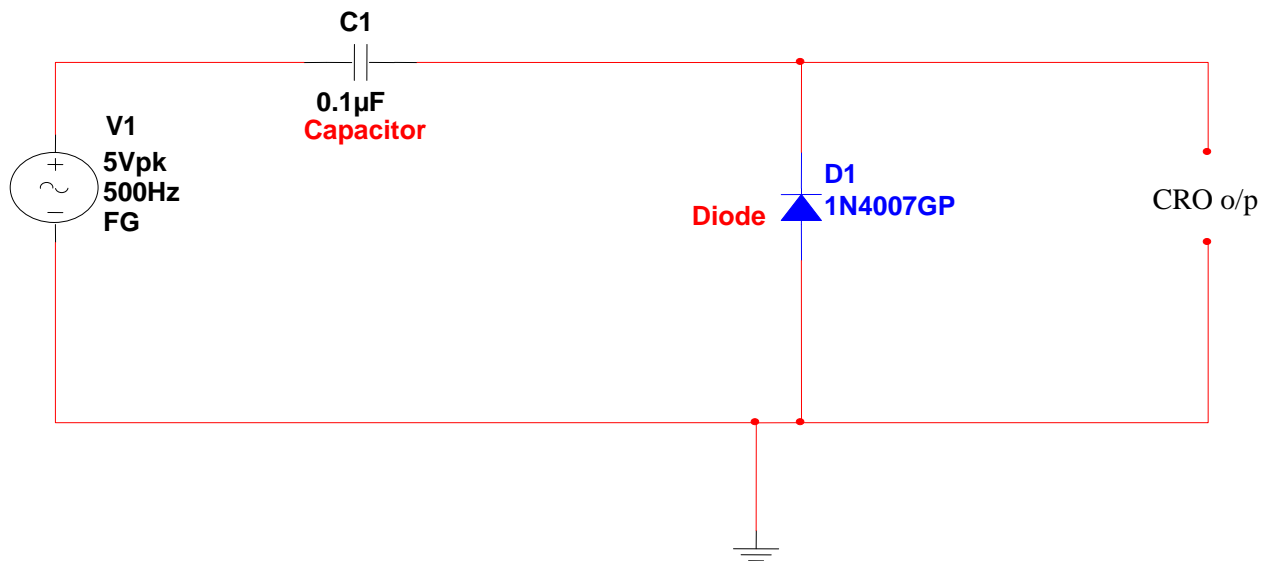 C1
0.1µF
Capacitor
V1
5Vpk
500Hz
FG
D1
1N4007GP
Diode
CRO o/p